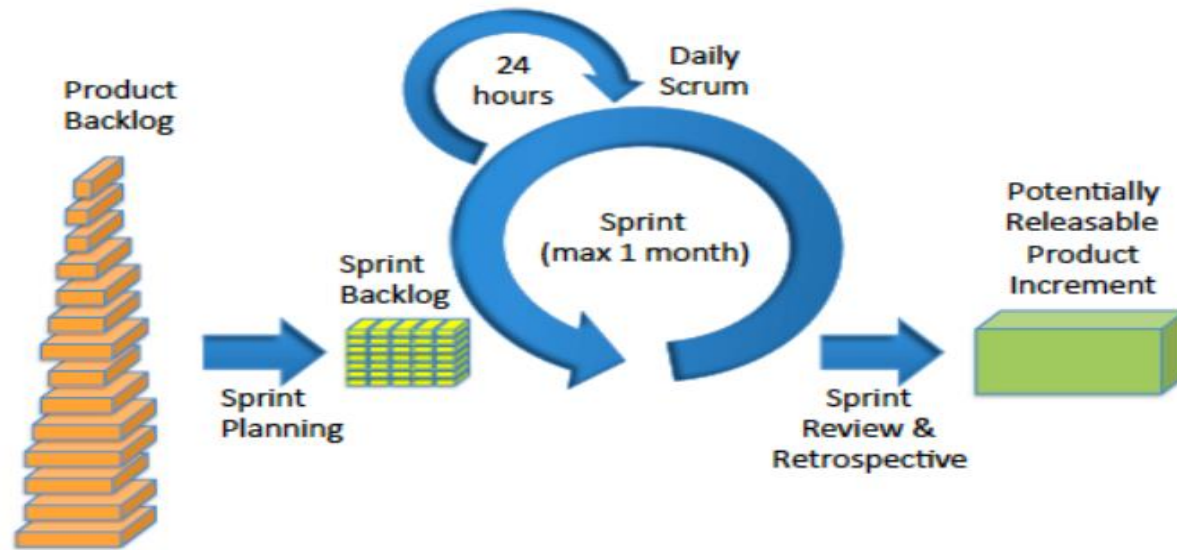 Product
Backlog
Sprint
Planning
Sprint
Backlog
24
hours
Daily
Scrum
Sprint
(max 1 month)
Sprint
Review &
Retrospective
Potentially
Releasable
Product
Increment